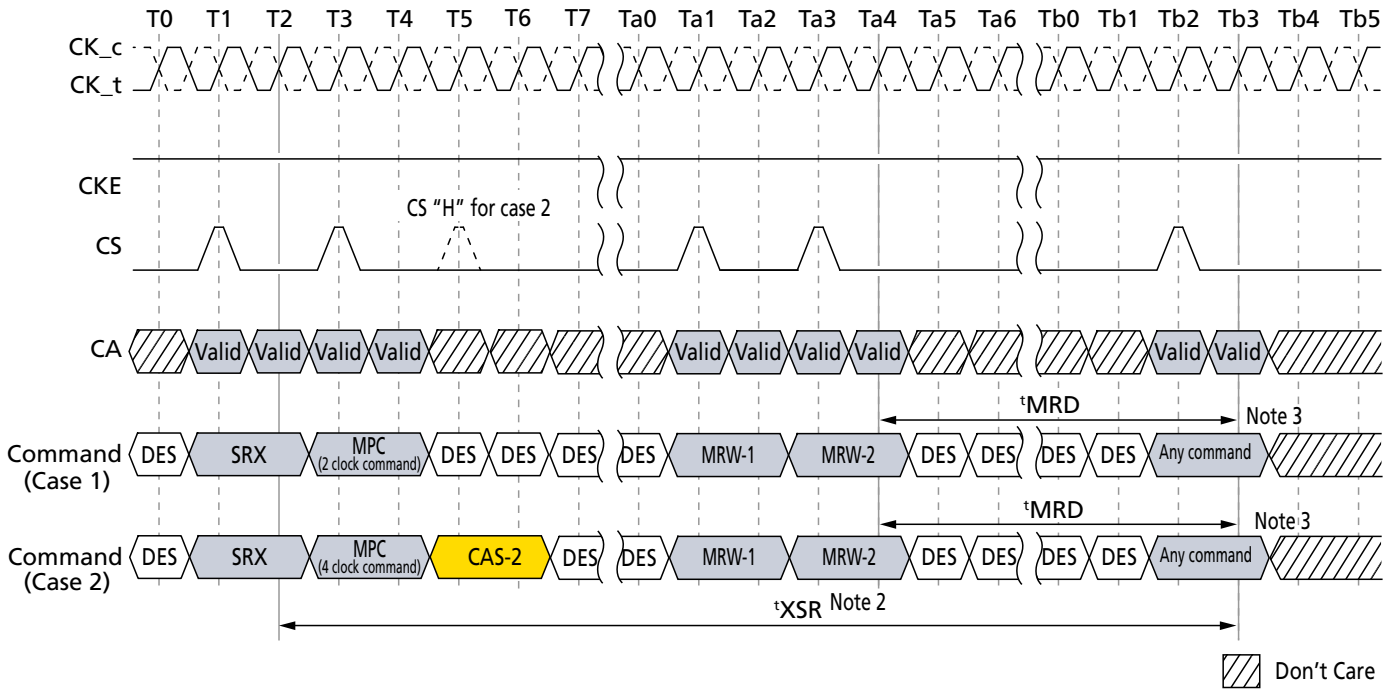 T0 T1 T2 T3 T4 T5 T6 T7 Ta0 Ta1 Ta2 Ta3 Ta4 Ta5 Ta6 Tb0 Tb1 Tb2 Tb3 Tb4 Tb5
CK_c
CK_t
CKE
CS "H" for case 2
CS
CA Valid Valid Valid Valid Valid Valid Valid Valid Valid Valid
tMRD Note 3
Command (Case 1) DES SRX MPC (2 clock command) DES DES DES DES MRW-1 MRW-2 DES DES DES DES Any command
tMRD Note 3
Command (Case 2) DES SRX MPC (4 clock command) CAS-2 DES DES MRW-1 MRW-2 DES DES DES DES Any command
tXSR Note 2
Don't Care